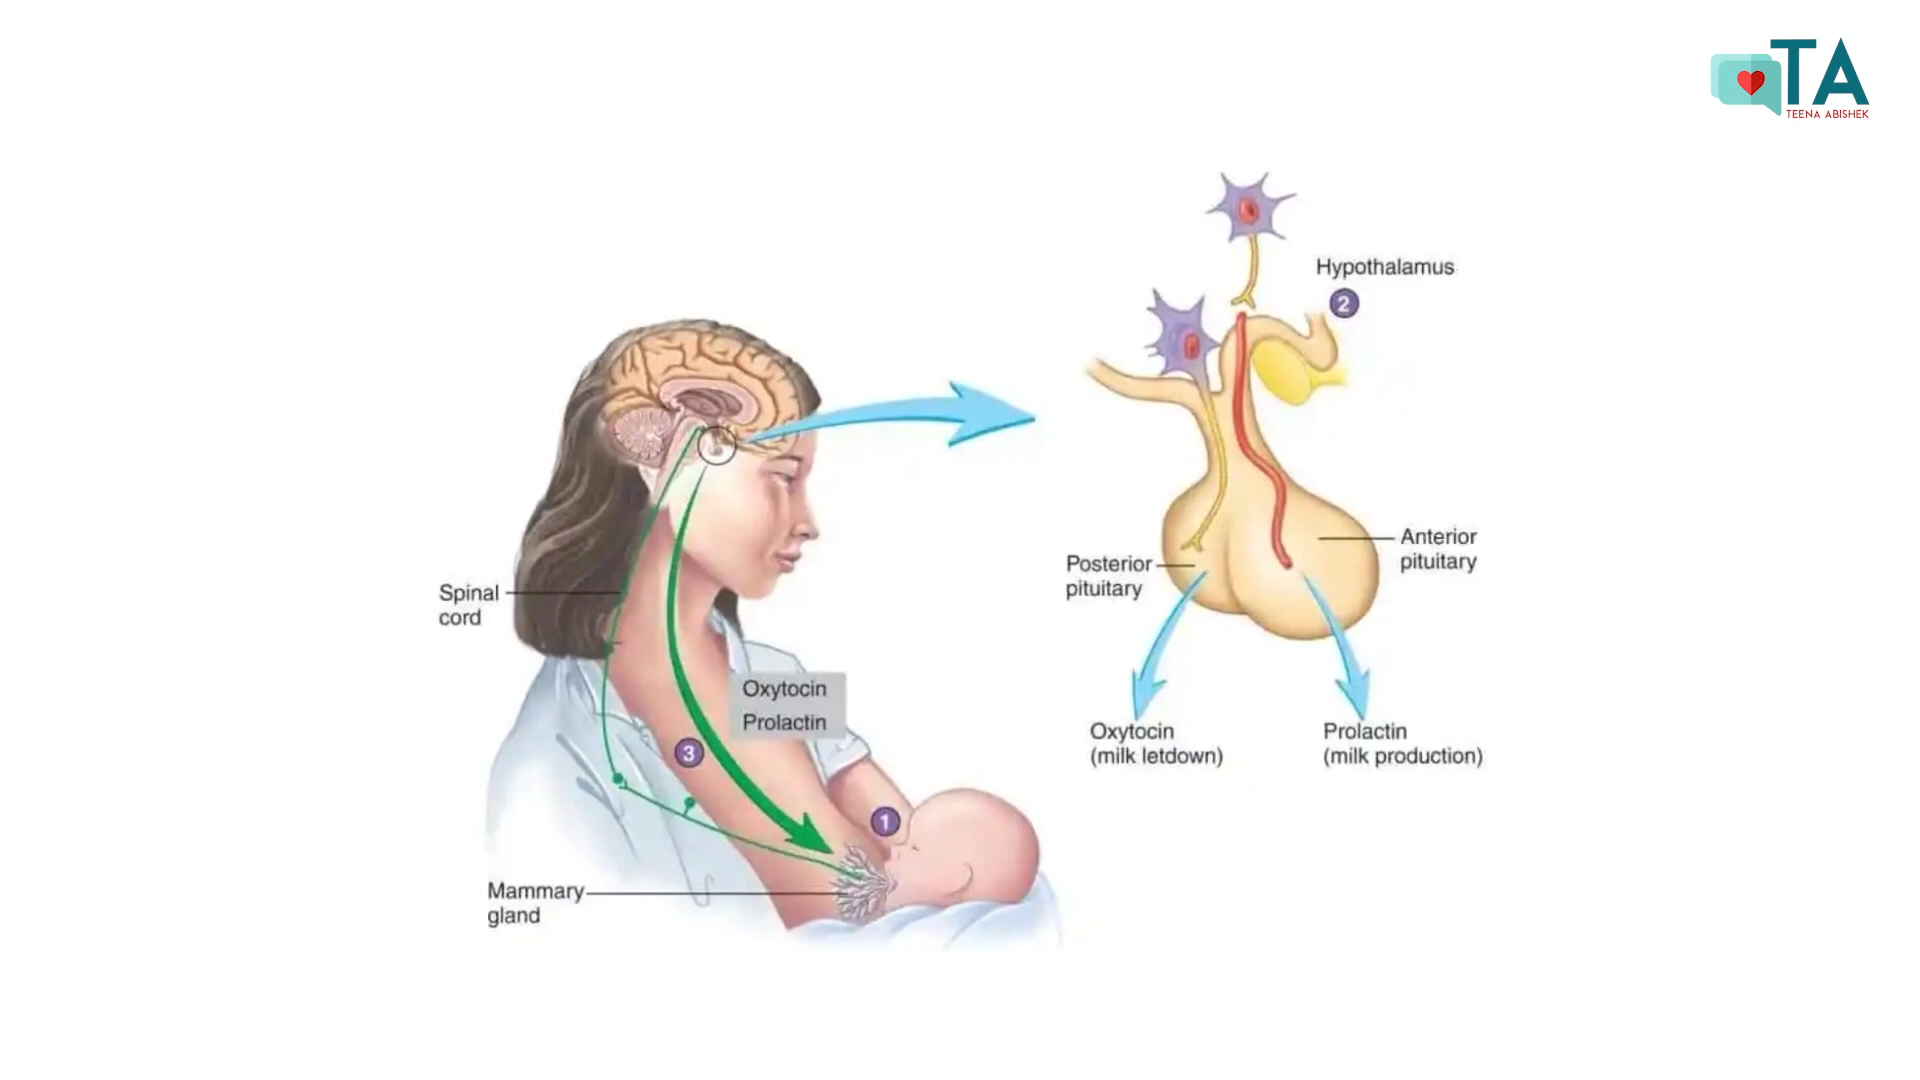 TA
TEENA ABISHEK
Hypothalamus
2
Anterior
pituitary
Posterior
pituitary
Spinal
cord
Oxytocin
Prolactin
3
1
Oxytocin
(milk letdown)
Prolactin
(milk production)
Mammary
gland